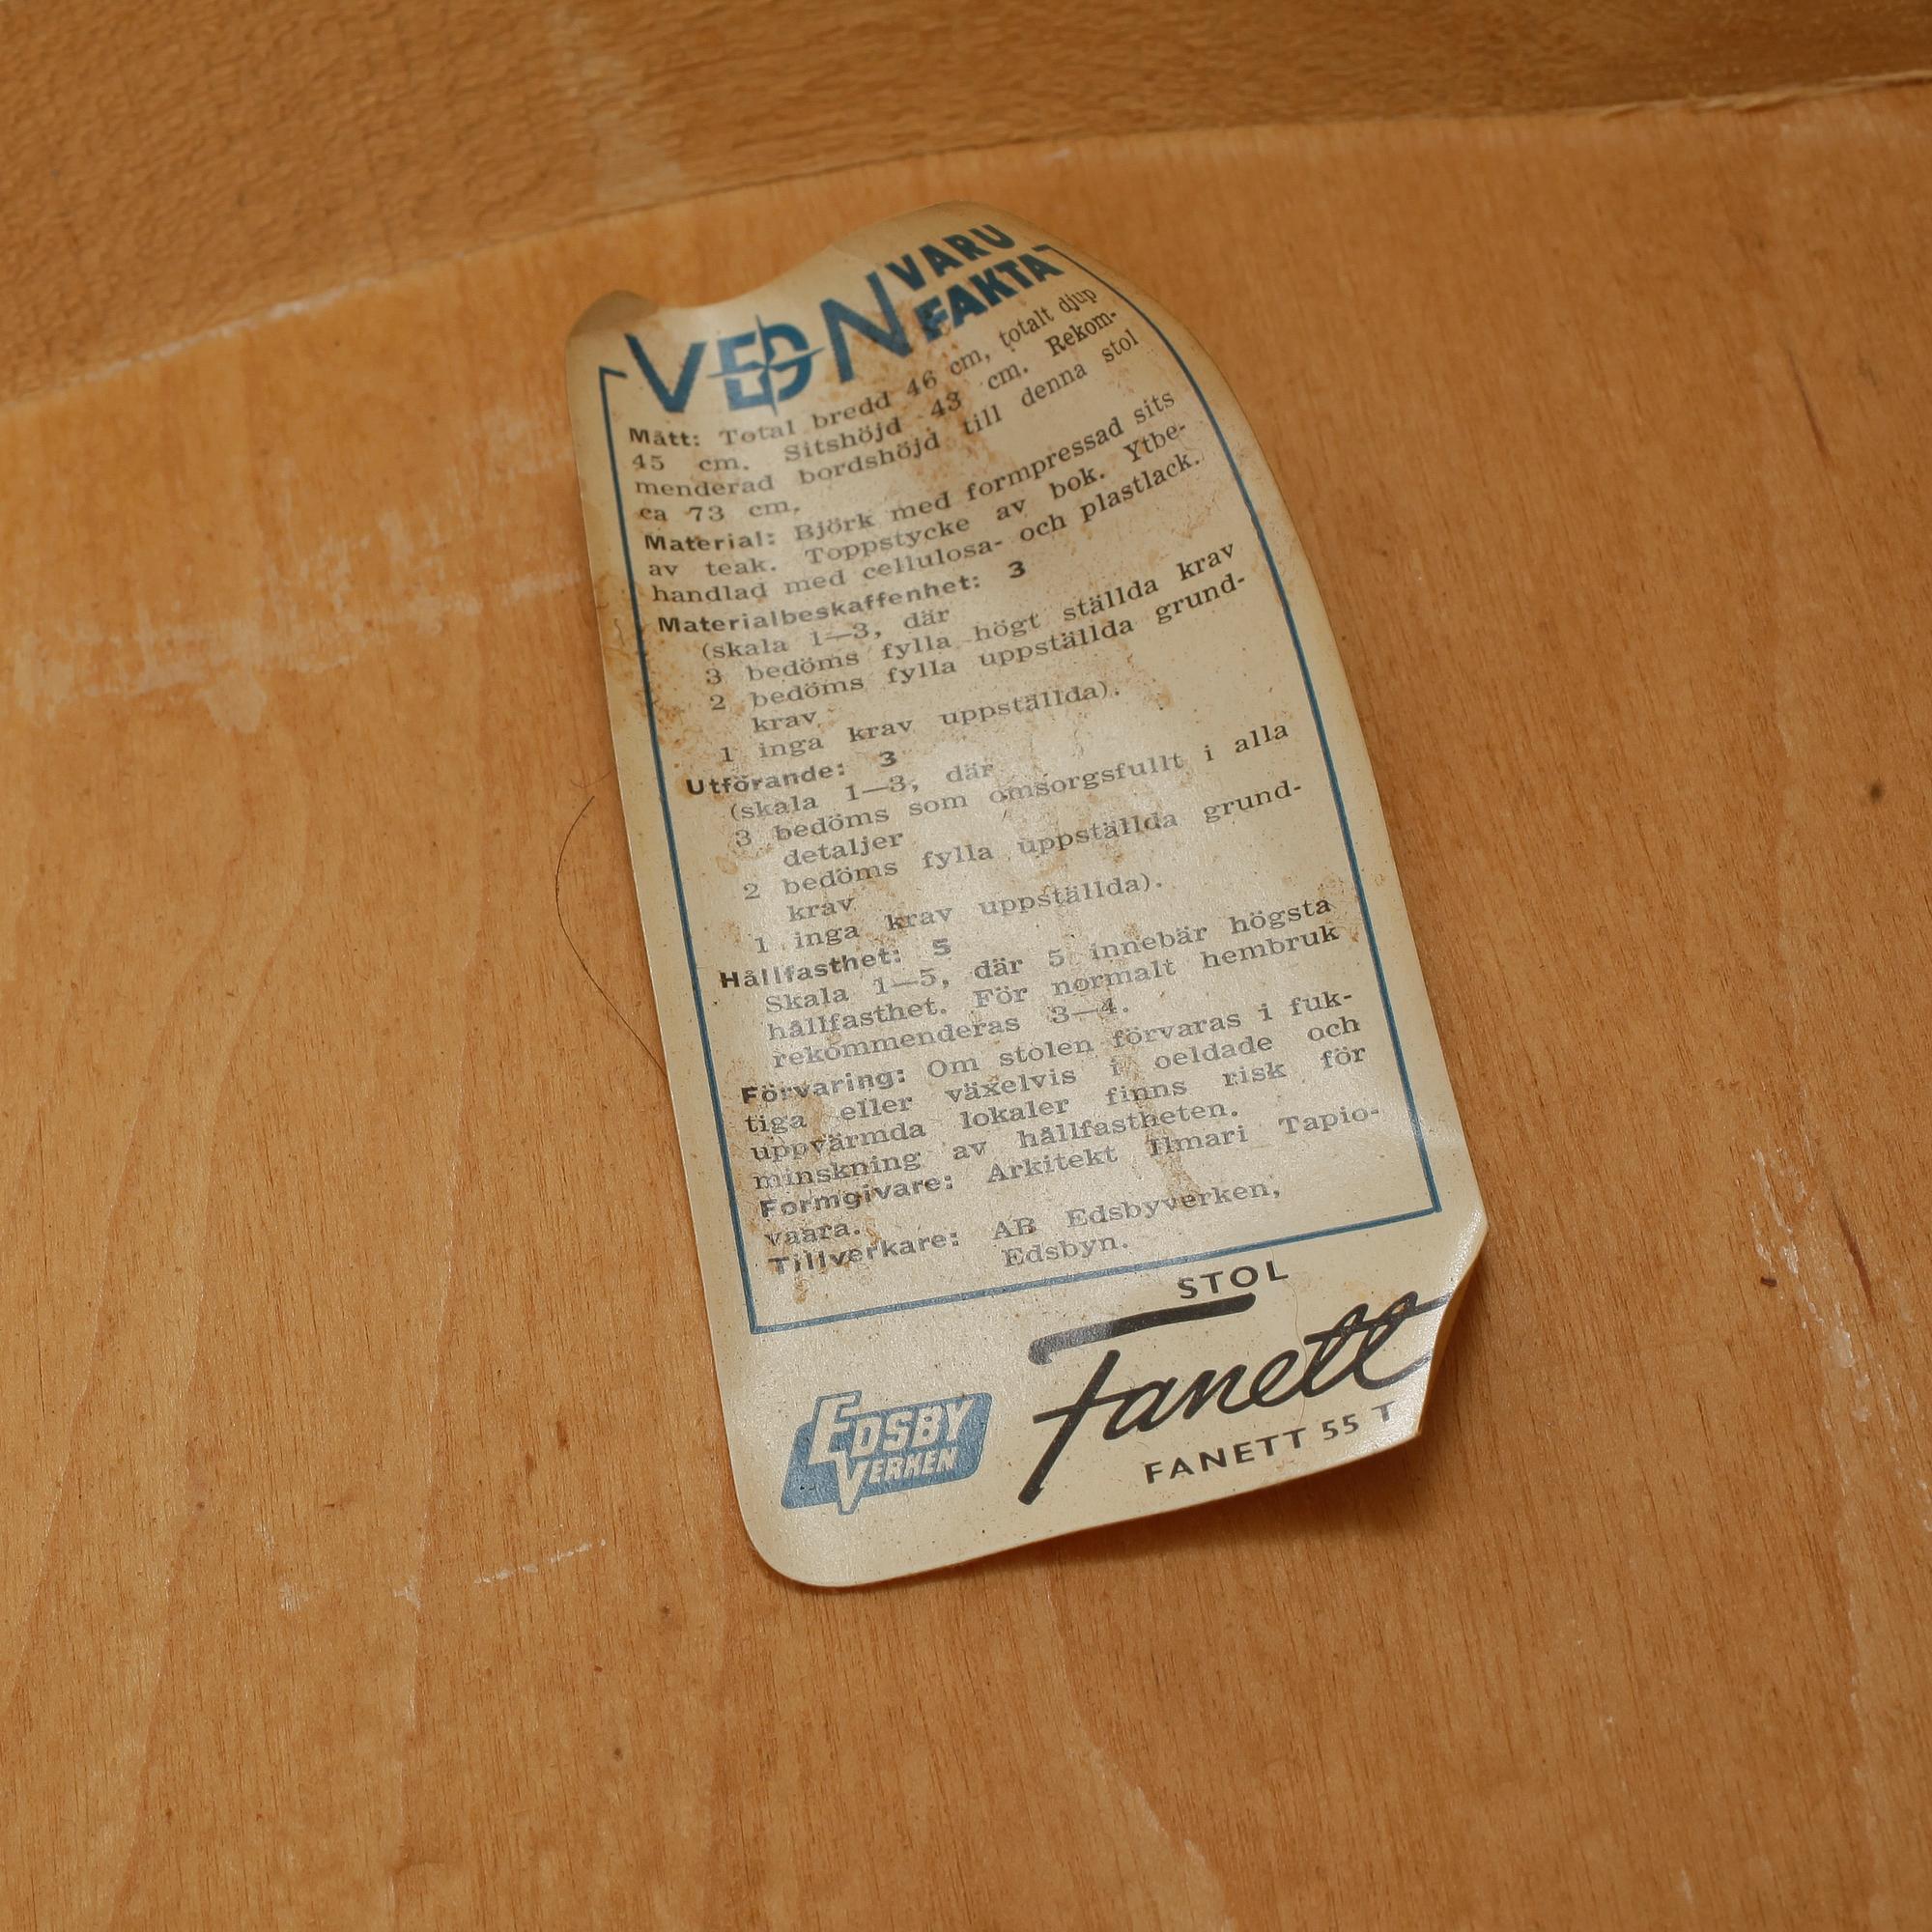 VDN VARU
FAKTA
Mått: Total bredd 46 cm, totalt djup
45 cm. Sitshöjd 43 cm. Rekom-
menderad bordshöjd till denna stol
ca 73 cm.
Material: Björk med formpressad sits
av teak. Toppstycke av bok. Ytbe-
handlad med cellulosa- och plastlack.
Materialbeskaffenhet: 3
(skala 1—3, där
3 bedöms fylla högt ställda krav
2 bedöms fylla uppställda grund-
krav
1 inga krav uppställda).
Utförande: 3
(skala 1—3, där
3 bedöms som omsorgsfullt i alla
detaljer
2 bedöms fylla uppställda grund-
krav
1 inga krav uppställda).
Hållfasthet: 5
Skala 1—5, där 5 innebär högsta
hållfasthet. För normalt hembruk
rekommenderas 3—4.
Förvaring: Om stolen förvaras i fuk-
tiga eller växelvis i oeldade och
uppvärmda lokaler finns risk för
minskning av hållfastheten.
Formgivare: Arkitekt Ilmari Tapio-
vaara.
Tillverkare: AB Edsbyverken,
Edsbyn.
STOL
Fanett
FANETT 55 T
EDSBY
VERKEN